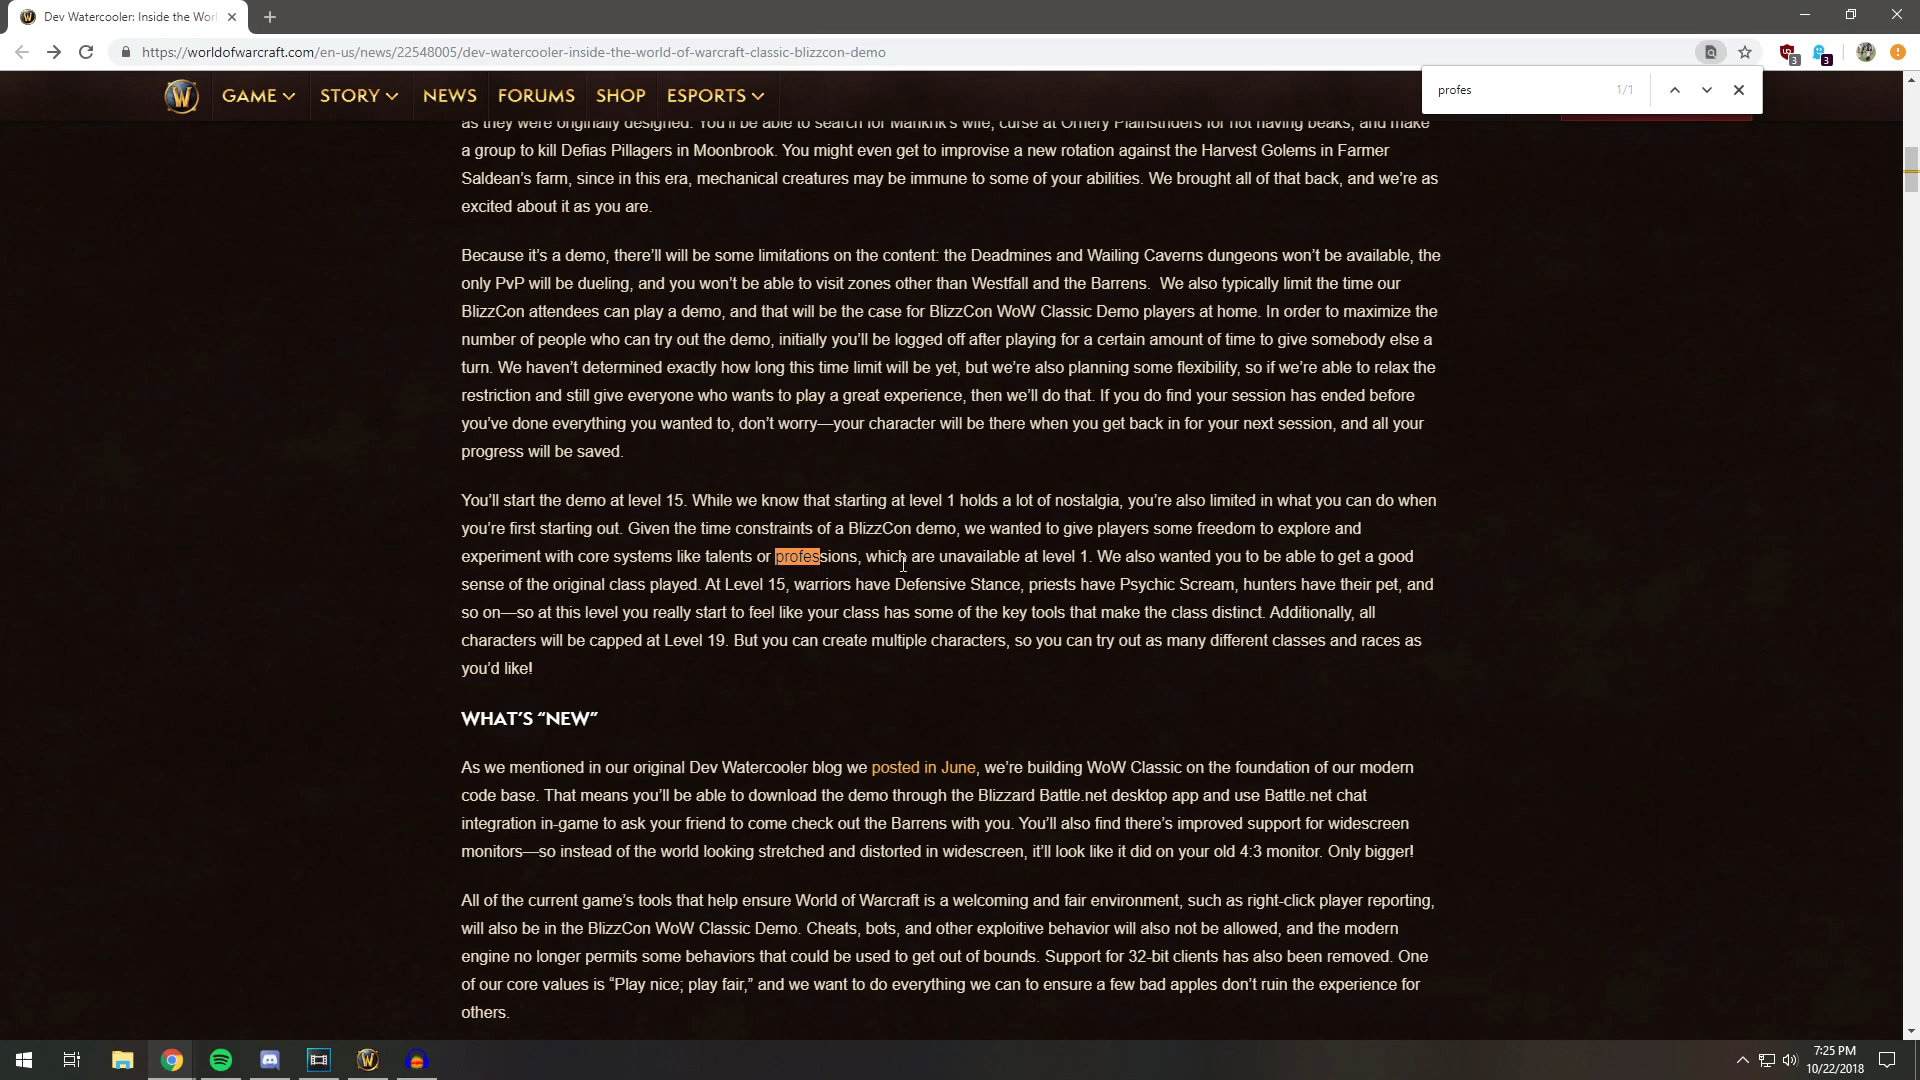 Dev Watercooler: Inside the Worl
https://worldofwarcraft.com/en-us/news/22548005/dev-watercooler-inside-the-world-of-warcraft-classic-blizzcon-demo
GAME STORY NEWS FORUMS SHOP ESPORTS
profes 1/1
as they were originally designed. You'll be able to search for Mankrik's wife, curse at Ornery Plainstriders for not having beaks, and make
a group to kill Defias Pillagers in Moonbrook. You might even get to improvise a new rotation against the Harvest Golems in Farmer
Saldean's farm, since in this era, mechanical creatures may be immune to some of your abilities. We brought all of that back, and we're as
excited about it as you are.
Because it's a demo, there'll will be some limitations on the content: the Deadmines and Wailing Caverns dungeons won't be available, the
only PvP will be dueling, and you won't be able to visit zones other than Westfall and the Barrens. We also typically limit the time our
BlizzCon attendees can play a demo, and that will be the case for BlizzCon WoW Classic Demo players at home. In order to maximize the
number of people who can try out the demo, initially you'll be logged off after playing for a certain amount of time to give somebody else a
turn. We haven't determined exactly how long this time limit will be yet, but we're also planning some flexibility, so if we're able to relax the
restriction and still give everyone who wants to play a great experience, then we'll do that. If you do find your session has ended before
you've done everything you wanted to, don't worry—your character will be there when you get back in for your next session, and all your
progress will be saved.
You'll start the demo at level 15. While we know that starting at level 1 holds a lot of nostalgia, you're also limited in what you can do when
you're first starting out. Given the time constraints of a BlizzCon demo, we wanted to give players some freedom to explore and
experiment with core systems like talents or professions, which are unavailable at level 1. We also wanted you to be able to get a good
sense of the original class played. At Level 15, warriors have Defensive Stance, priests have Psychic Scream, hunters have their pet, and
so on—so at this level you really start to feel like your class has some of the key tools that make the class distinct. Additionally, all
characters will be capped at Level 19. But you can create multiple characters, so you can try out as many different classes and races as
you'd like!
WHAT'S “NEW”
As we mentioned in our original Dev Watercooler blog we posted in June, we're building WoW Classic on the foundation of our modern
code base. That means you'll be able to download the demo through the Blizzard Battle.net desktop app and use Battle.net chat
integration in-game to ask your friend to come check out the Barrens with you. You'll also find there's improved support for widescreen
monitors—so instead of the world looking stretched and distorted in widescreen, it'll look like it did on your old 4:3 monitor. Only bigger!
All of the current game's tools that help ensure World of Warcraft is a welcoming and fair environment, such as right-click player reporting,
will also be in the BlizzCon WoW Classic Demo. Cheats, bots, and other exploitive behavior will also not be allowed, and the modern
engine no longer permits some behaviors that could be used to get out of bounds. Support for 32-bit clients has also been removed. One
of our core values is “Play nice; play fair,” and we want to do everything we can to ensure a few bad apples don't ruin the experience for
others.
7:25 PM
10/22/2018